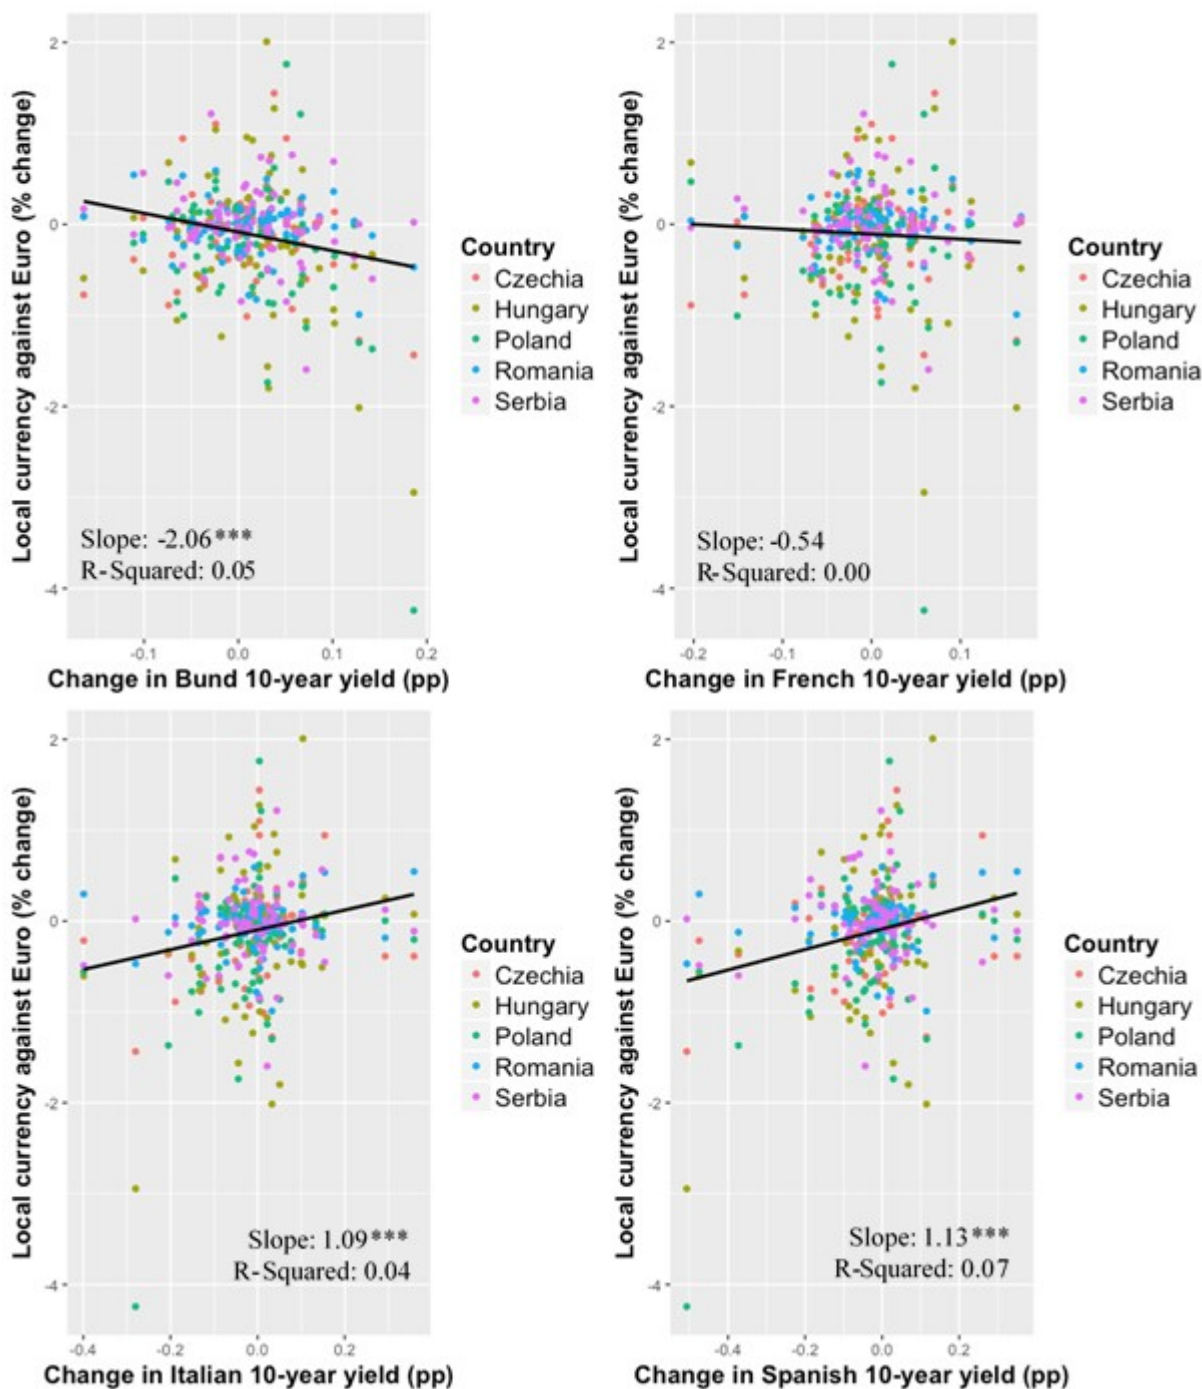 Local currency against Euro (% change)
2
0
-2
-4
Slope: -2.06***
R-Squared: 0.05
-0.1 0.0 0.1 0.2
Change in Bund 10-year yield (pp)
Country
Czechia
Hungary
Poland
Romania
Serbia
Local currency against Euro (% change)
2
0
-2
-4
Slope: -0.54
R-Squared: 0.00
-0.2 -0.1 0.0 0.1
Change in French 10-year yield (pp)
Country
Czechia
Hungary
Poland
Romania
Serbia
Local currency against Euro (% change)
2
0
-2
-4
Slope: 1.09***
R-Squared: 0.04
-0.4 -0.2 0.0 0.2
Change in Italian 10-year yield (pp)
Country
Czechia
Hungary
Poland
Romania
Serbia
Local currency against Euro (% change)
2
0
-2
-4
Slope: 1.13***
R-Squared: 0.07
-0.4 -0.2 0.0 0.2
Change in Spanish 10-year yield (pp)
Country
Czechia
Hungary
Poland
Romania
Serbia